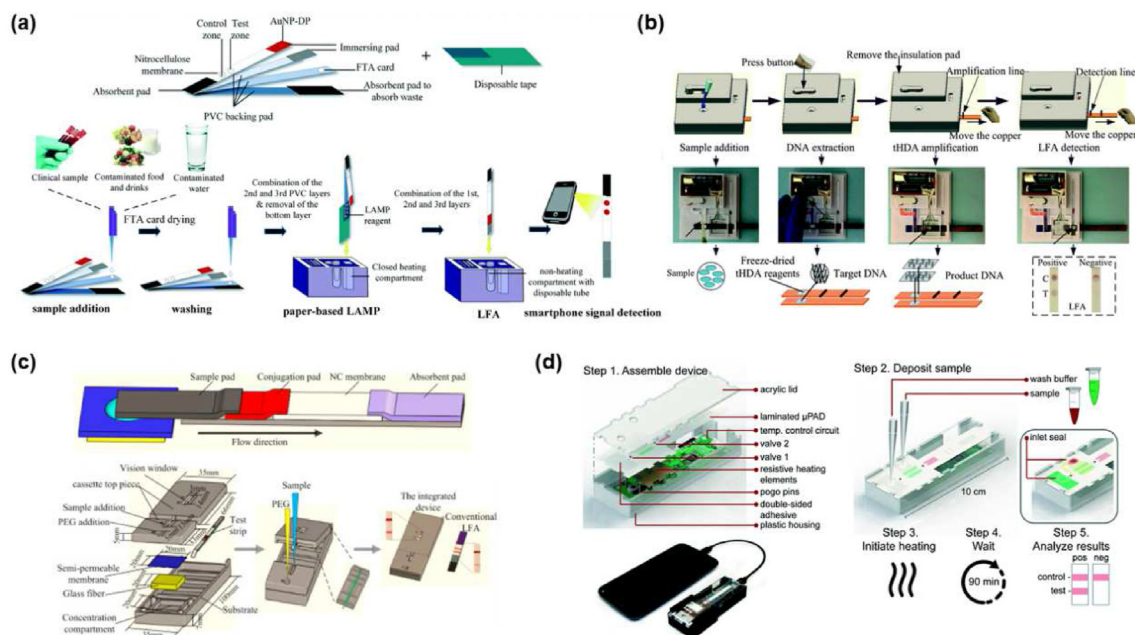 (a)
Control zone
Test zone
AuNP-DP
Immersing pad
Nitrocellulose membrane
FTA card
Absorbent pad
Absorbent pad to absorb waste
PVC backing pad
+
Disposable tape
Clinical sample
Contaminated food and drinks
Contaminated water
FTA card drying
Combination of the 2nd and 3rd PVC layers & removal of the bottom layer
LAMP reagent
Combination of the 1st, 2nd and 3rd layers
Closed heating compartment
non-heating compartment with disposable tube
sample addition
washing
paper-based LAMP
LFA
smartphone signal detection
(b)
Press button
Remove the insulation pad
Amplification line
Detection line
Move the copper
Move the copper
Sample addition
DNA extraction
tHDA amplification
LFA detection
Sample
Freeze-dried tHDA reagents
Target DNA
Product DNA
Positive
Negative
C
T
LFA
(c)
Sample pad
Conjugation pad
NC membrane
Absorbent pad
Flow direction
Vision window
cassette top piece
35mm
Sample addition
PEG addition
5mm
Test strip
20mm
Semi-permeable membrane
Glass fiber
Substrate
100mm
Concentration compartment
Sample
PEG
The integrated device
Conventional LFA
(d)
Step 1. Assemble device
acrylic lid
laminated µPAD
temp. control circuit
valve 2
valve 1
resistive heating elements
pogo pins
double-sided adhesive
plastic housing
Step 2. Deposit sample
wash buffer
sample
inlet seal
10 cm
Step 3.
Initiate heating
Step 4.
Wait
90 min
Step 5.
Analyze results
pos neg
control
test